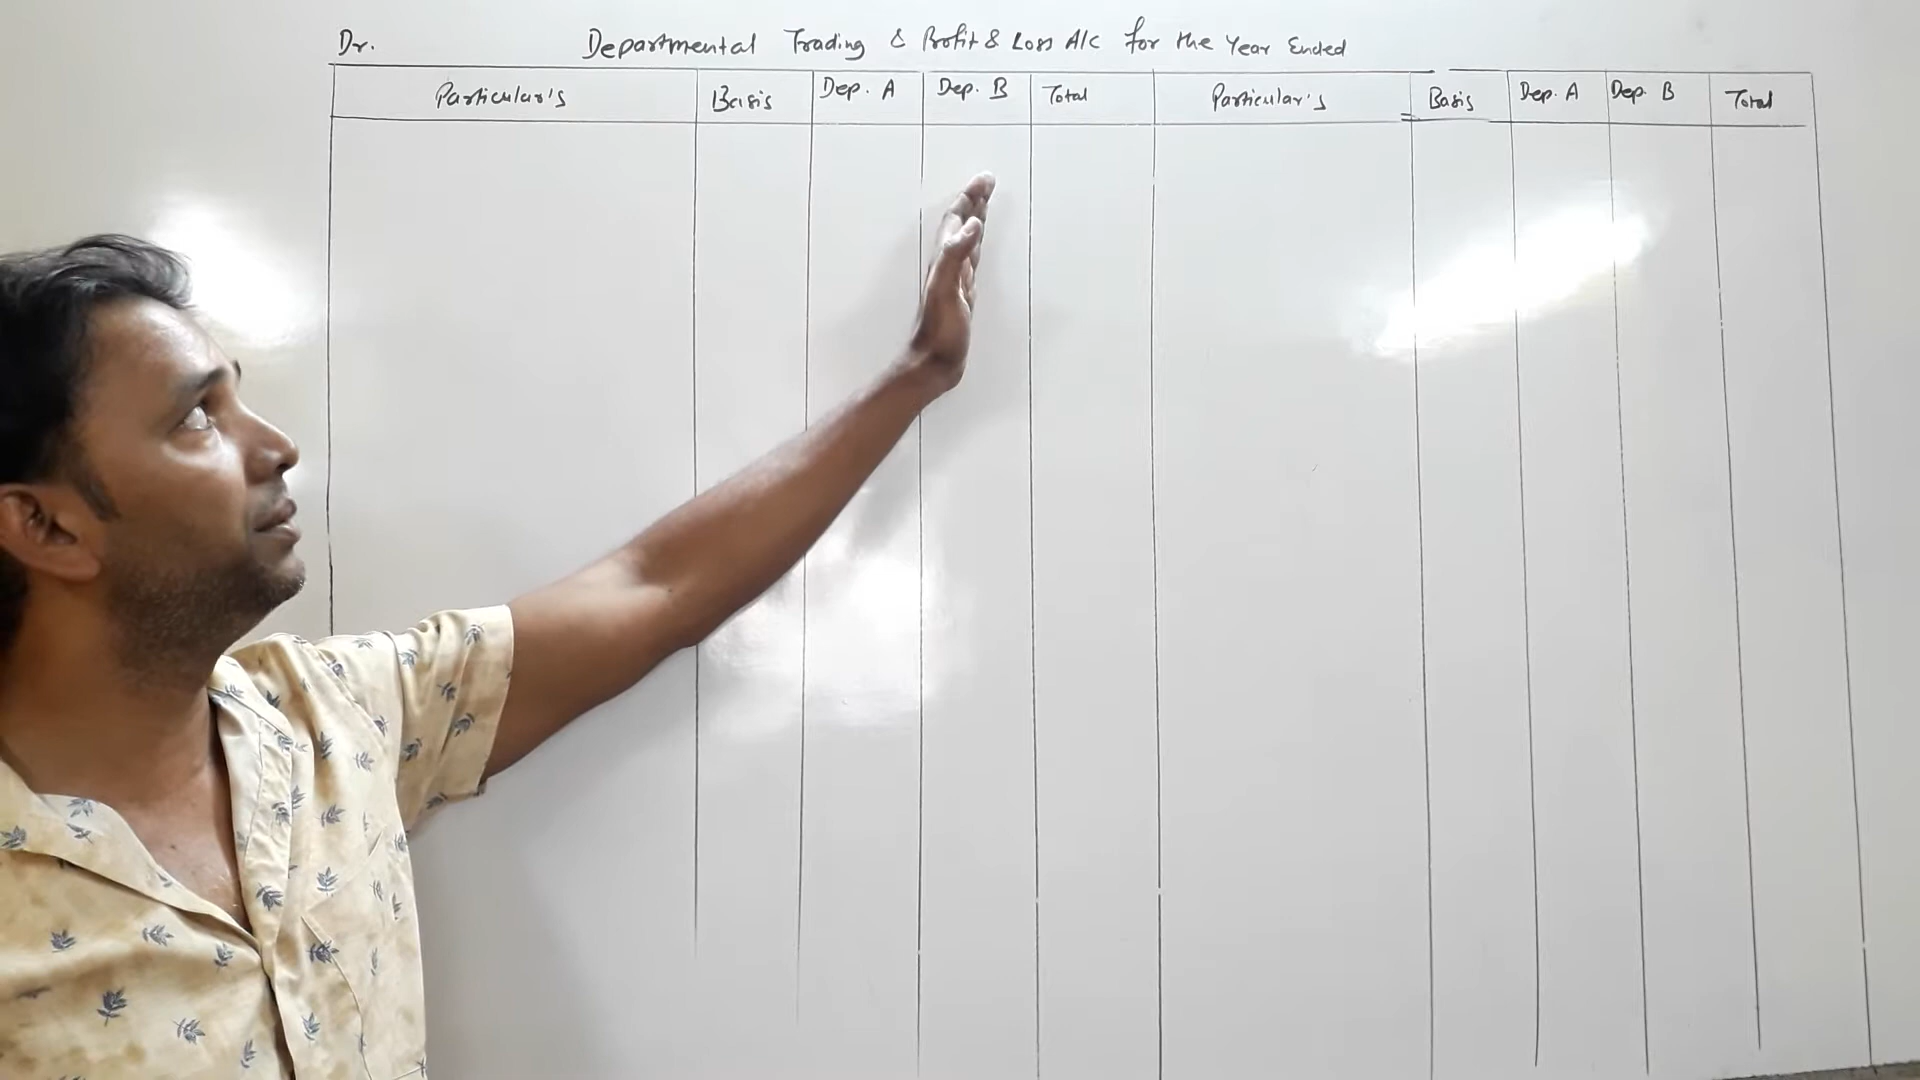 Dr. Departmental Trading & Profit & Loss A/c for the Year Ended
Particular's Basis Dep. A Dep. B Total Particular's Basis Dep. A Dep. B Total